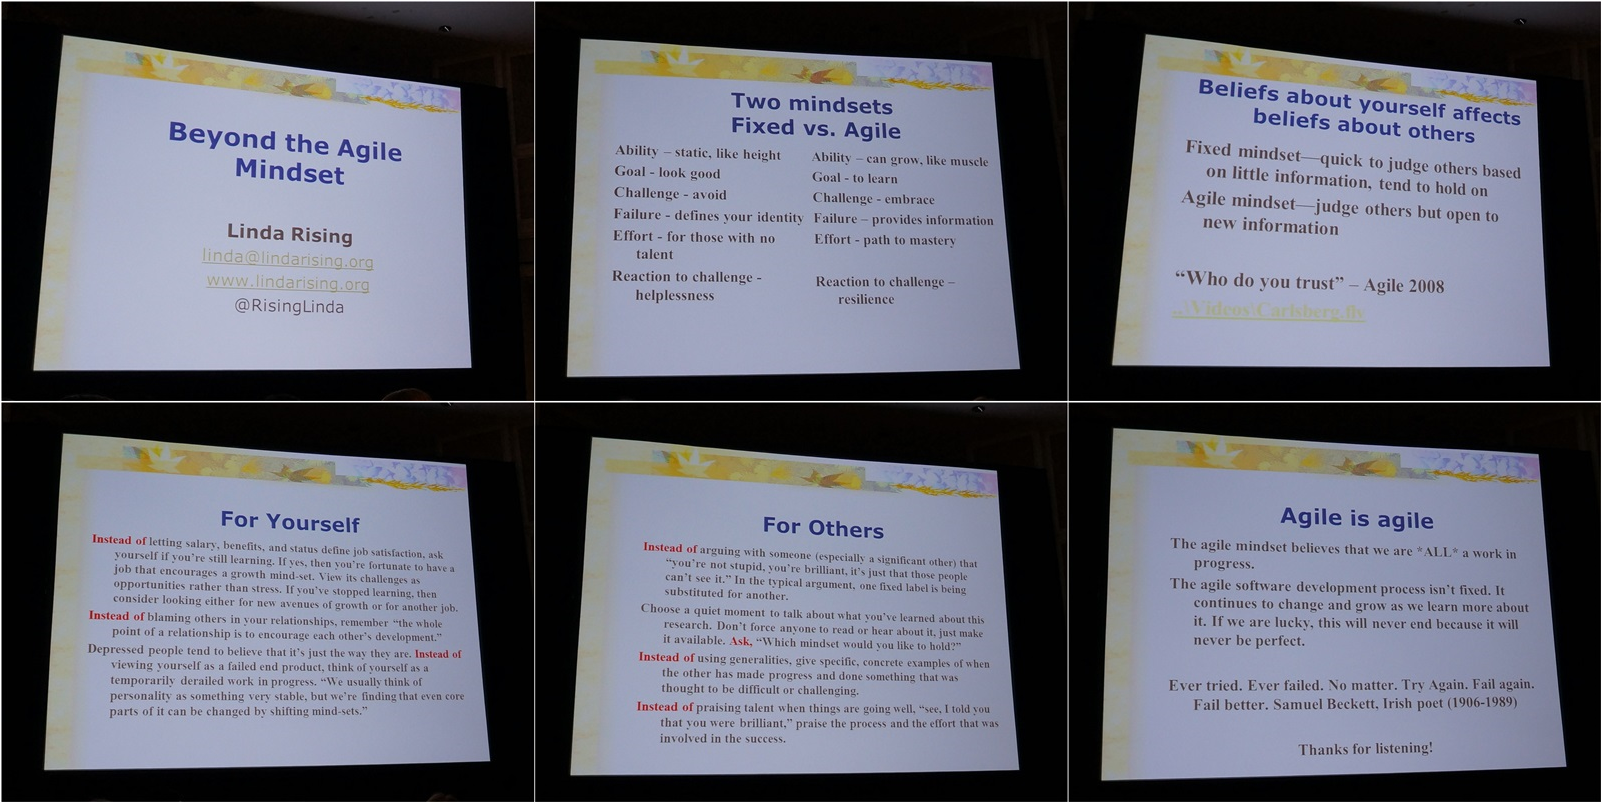 Beyond the Agile
Mindset
Linda Rising
linda@lindarising.org
www.lindarising.org
@RisingLinda
Two mindsets
Fixed vs. Agile
Ability – static, like height
Goal - look good
Challenge - avoid
Failure - defines your identity
Effort - for those with no
talent
Reaction to challenge -
helplessness
Ability – can grow, like muscle
Goal - to learn
Challenge - embrace
Failure – provides information
Effort - path to mastery
Reaction to challenge –
resilience
Beliefs about yourself affects
beliefs about others
Fixed mindset—quick to judge others based
on little information, tend to hold on
Agile mindset—judge others but open to
new information
“Who do you trust” – Agile 2008
..\Videos\Carlsberg.flv
For Yourself
Instead of letting salary, benefits, and status define job satisfaction, ask
yourself if you’re still learning. If yes, then you’re fortunate to have a
job that encourages a growth mind-set. View its challenges as
opportunities rather than stress. If you’ve stopped learning, then
consider looking either for new avenues of growth or for another job.
Instead of blaming others in your relationships, remember “the whole
point of a relationship is to encourage each other’s development.”
Depressed people tend to believe that it’s just the way they are. Instead of
viewing yourself as a failed end product, think of yourself as a
temporarily derailed work in progress. “We usually think of
personality as something very stable, but we’re finding that even core
parts of it can be changed by shifting mind-sets.”
For Others
Instead of arguing with someone (especially a significant other) that
“you’re not stupid, you’re brilliant, it’s just that those people
can’t see it.” In the typical argument, one fixed label is being
substituted for another.
Choose a quiet moment to talk about what you’ve learned about this
research. Don’t force anyone to read or hear about it, just make
it available. Ask, “Which mindset would you like to hold?”
Instead of using generalities, give specific, concrete examples of when
the other has made progress and done something that was
thought to be difficult or challenging.
Instead of praising talent when things are going well, “see, I told you
that you were brilliant,” praise the process and the effort that was
involved in the success.
Agile is agile
The agile mindset believes that we are *ALL* a work in
progress.
The agile software development process isn’t fixed. It
continues to change and grow as we learn more about
it. If we are lucky, this will never end because it will
never be perfect.
Ever tried. Ever failed. No matter. Try Again. Fail again.
Fail better. Samuel Beckett, Irish poet (1906-1989)
Thanks for listening!